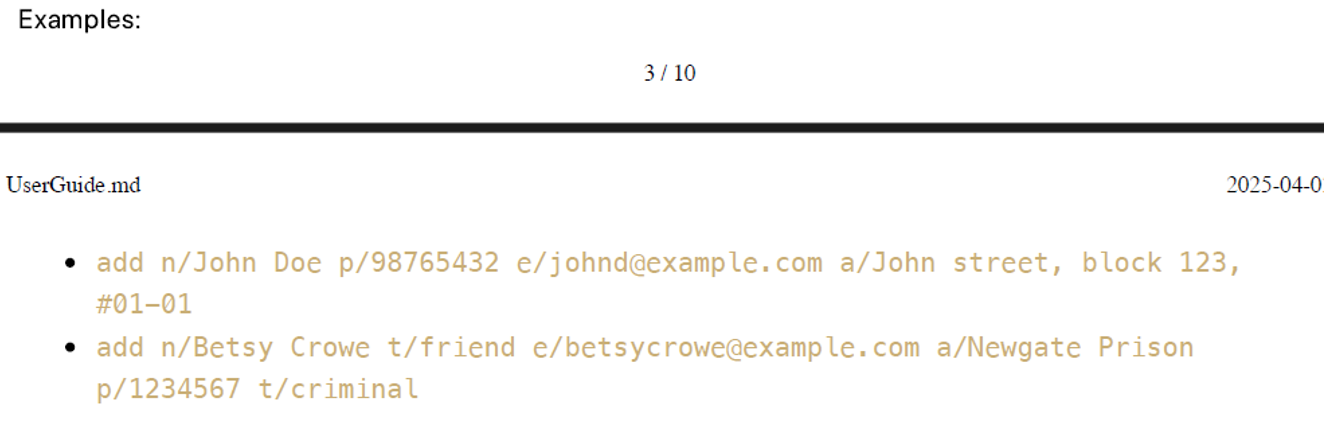 Examples:
3 / 10
UserGuide.md
2025-04-0
add n/John Doe p/98765432 e/johnd@example.com a/John street, block 123,
#01-01
add n/Betsy Crowe t/friend e/betsycrowe@example.com a/Newgate Prison
p/1234567 t/criminal